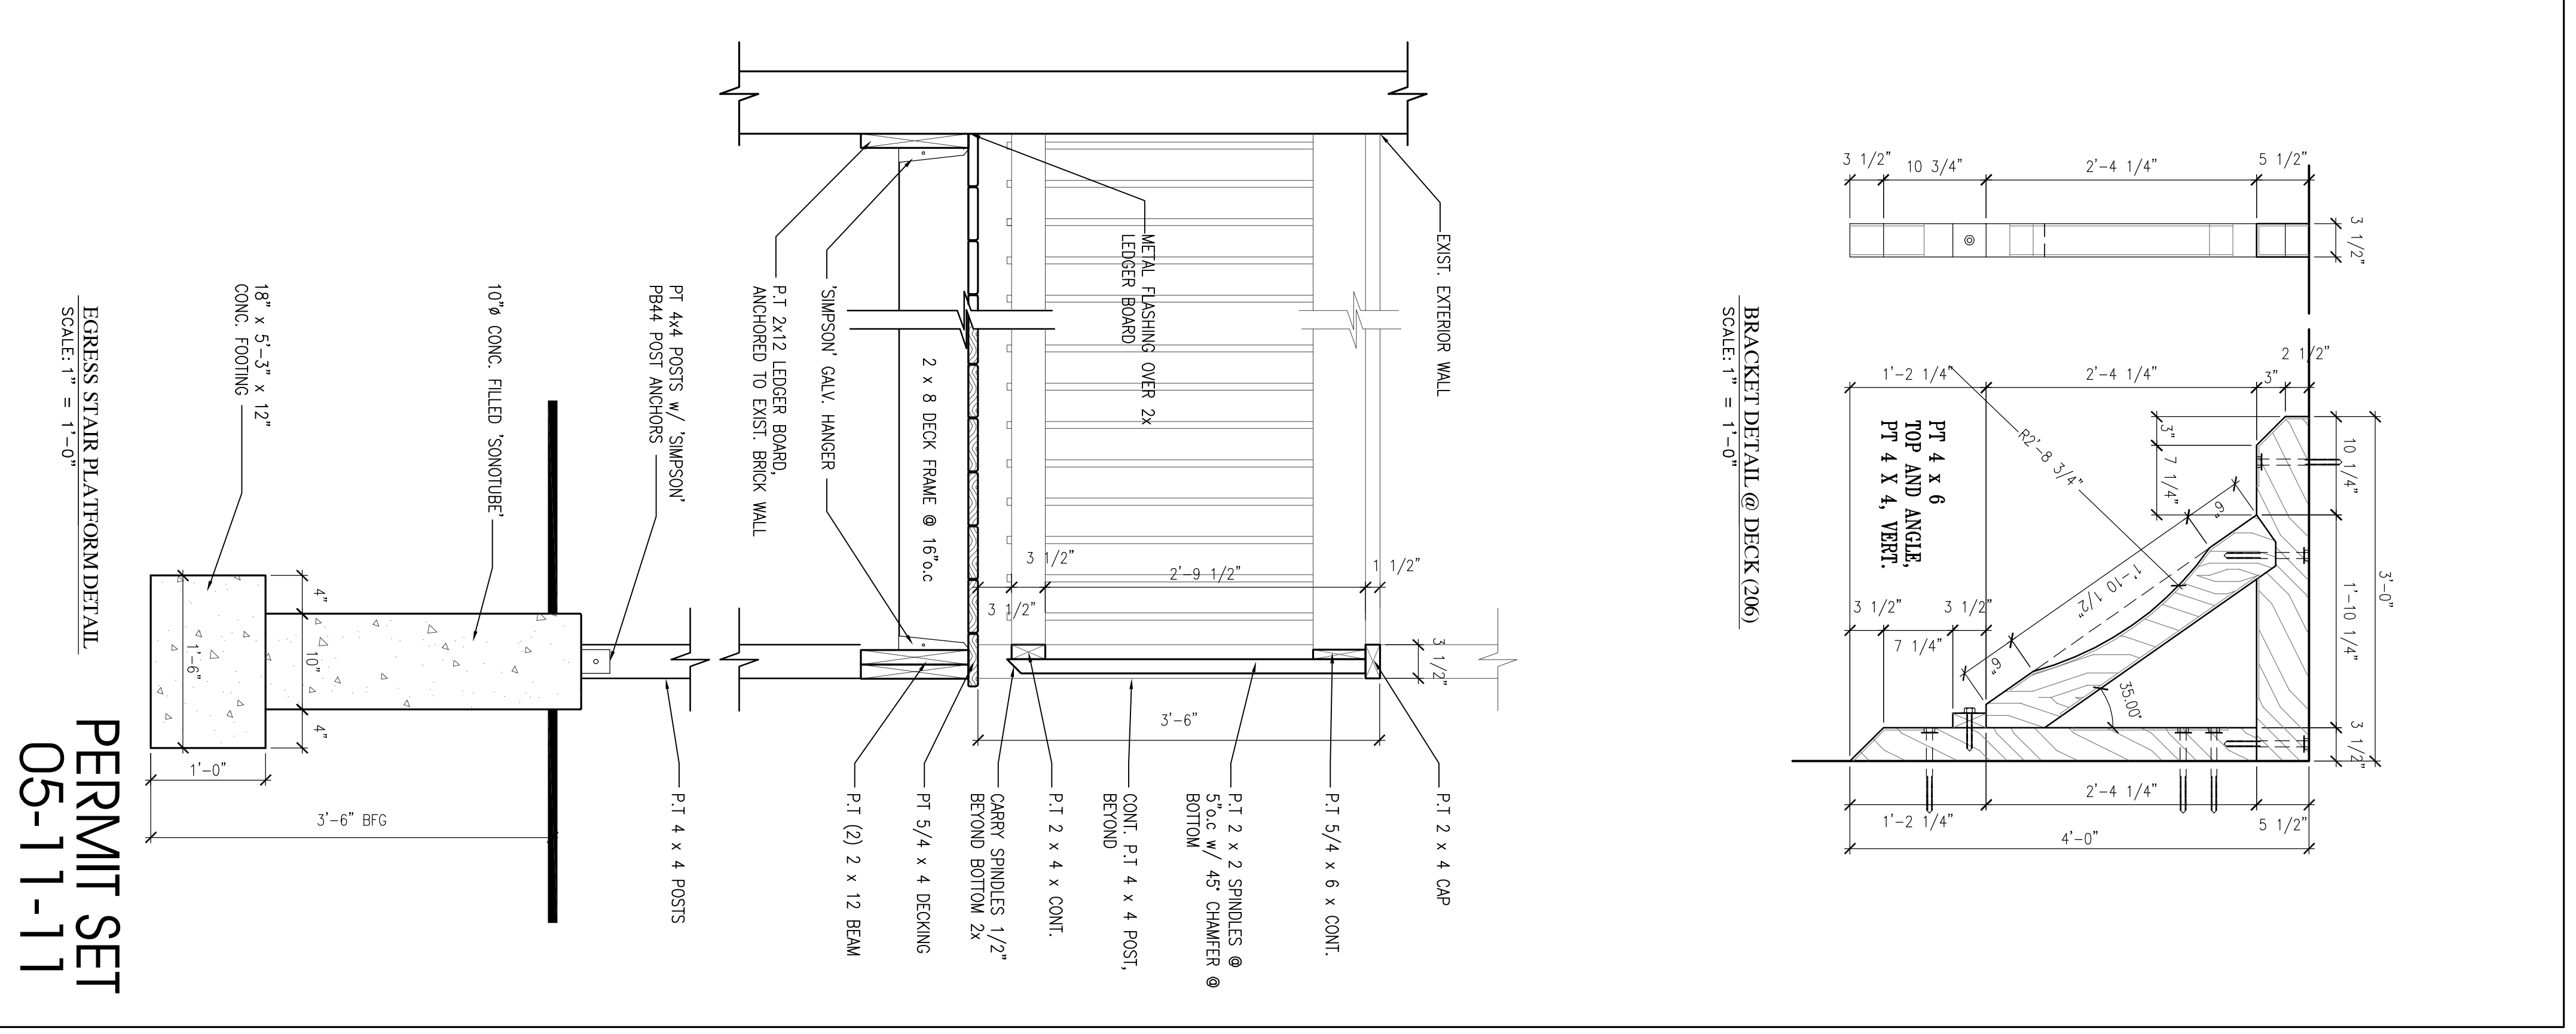 3 1/2"
10 3/4"
2'-4 1/4"
5 1/2"
3 1/2"
2 1/2"
3"
1'-2 1/4"
2'-4 1/4"
3"
7 1/4"
10 1/4"
1'-10 1/4"
3 1/2"
3'-0"
R2'-8 3/4"
6"
1'-10 1/2"
6"
35.00°
3 1/2"
7 1/4"
3 1/2"
PT 4 x 6
TOP AND ANGLE,
PT 4 X 4, VERT.
1'-2 1/4"
2'-4 1/4"
5 1/2"
4'-0"
BRACKET DETAIL @ DECK (206)
SCALE: 1" = 1'-0"
EXIST. EXTERIOR WALL
METAL FLASHING OVER 2x
LEDGER BOARD
'SIMPSON' GALV. HANGER
P.T 2x12 LEDGER BOARD,
ANCHORED TO EXIST. BRICK WALL
2 x 8 DECK FRAME @ 16"o.c
PT 4x4 POSTS w/ 'SIMPSON'
PB44 POST ANCHORS
10"ø CONC. FILLED 'SONOTUBE'
18" x 5'-3" x 12"
CONC. FOOTING
3 1/2"
2'-9 1/2"
1 1/2"
3 1/2"
3 1/2"
3'-6"
P.T 2 x 4 CAP
P.T 5/4 x 6 x CONT.
P.T 2 x 2 SPINDLES @
5"o.c w/ 45° CHAMFER @
BOTTOM
CONT. P.T 4 x 4 POST,
BEYOND
P.T 2 x 4 x CONT.
CARRY SPINDLES 1/2"
BEYOND BOTTOM 2x
PT 5/4 x 4 DECKING
P.T (2) 2 x 12 BEAM
P.T 4 x 4 POSTS
4"
10"
4"
1'-6"
1'-0"
3'-6" BFG
EGRESS STAIR PLATFORM DETAIL
SCALE: 1" = 1'-0"
PERMIT SET
05-11-11